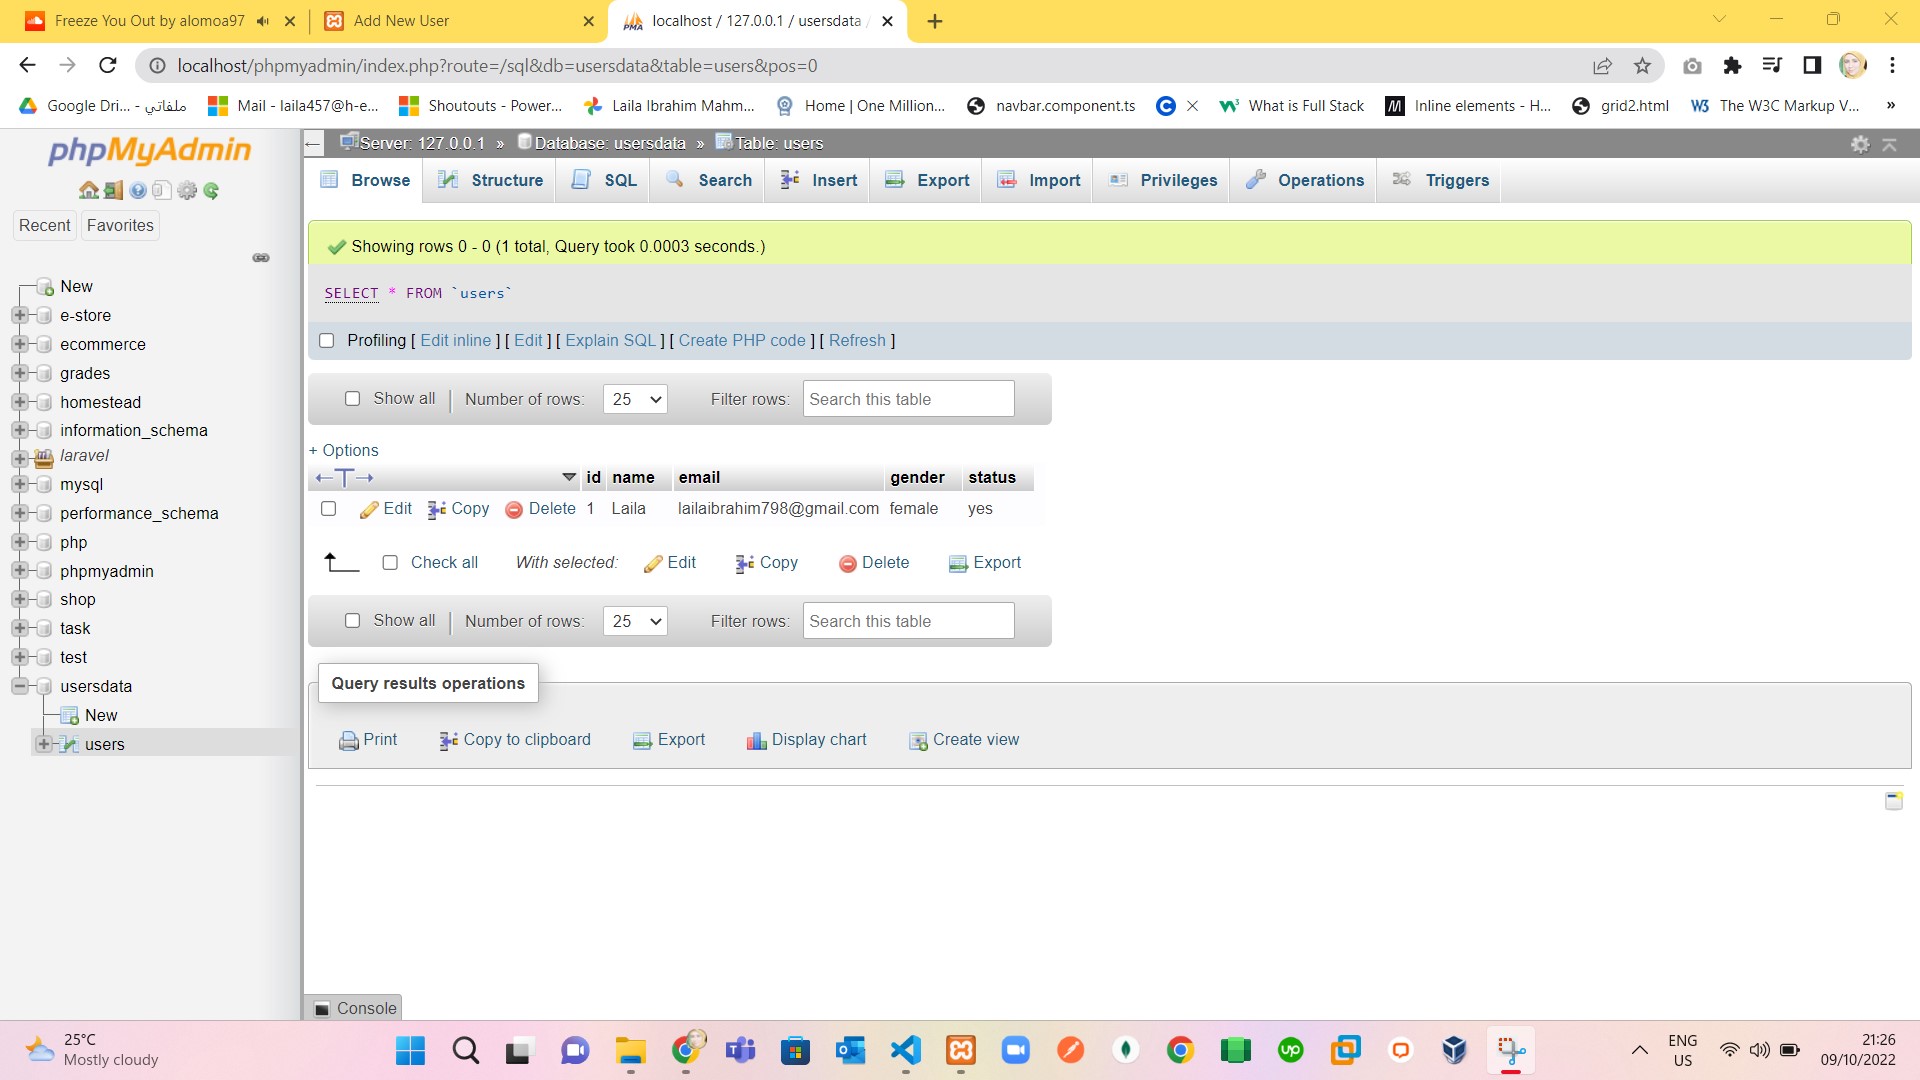 Freeze You Out by alomoa97
Add New User
localhost / 127.0.0.1 / usersdata /
localhost/phpmyadmin/index.php?route=/sql&db=usersdata&table=users&pos=0
Google Dri... - ملفاتي
Mail - laila457@h-e...
Shoutouts - Power...
Laila Ibrahim Mahm...
Home | One Million...
navbar.component.ts
What is Full Stack
Inline elements - H...
grid2.html
The W3C Markup V...
»
phpMyAdmin
Recent
Favorites
New
e-store
ecommerce
grades
homestead
information_schema
laravel
mysql
performance_schema
php
phpmyadmin
shop
task
test
usersdata
New
users
Server: 127.0.0.1 » Database: usersdata » Table: users
Browse
Structure
SQL
Search
Insert
Export
Import
Privileges
Operations
Triggers
Showing rows 0 - 0 (1 total, Query took 0.0003 seconds.)
SELECT * FROM `users`
Profiling [ Edit inline ] [ Edit ] [ Explain SQL ] [ Create PHP code ] [ Refresh ]
Show all | Number of rows: 25 Filter rows: Search this table
+ Options
id name email gender status
Edit Copy Delete 1 Laila lailaibrahim798@gmail.com female yes
Check all With selected: Edit Copy Delete Export
Show all | Number of rows: 25 Filter rows: Search this table
Query results operations
Print Copy to clipboard Export Display chart Create view
Console
25°C
Mostly cloudy
ENG
US
21:26
09/10/2022